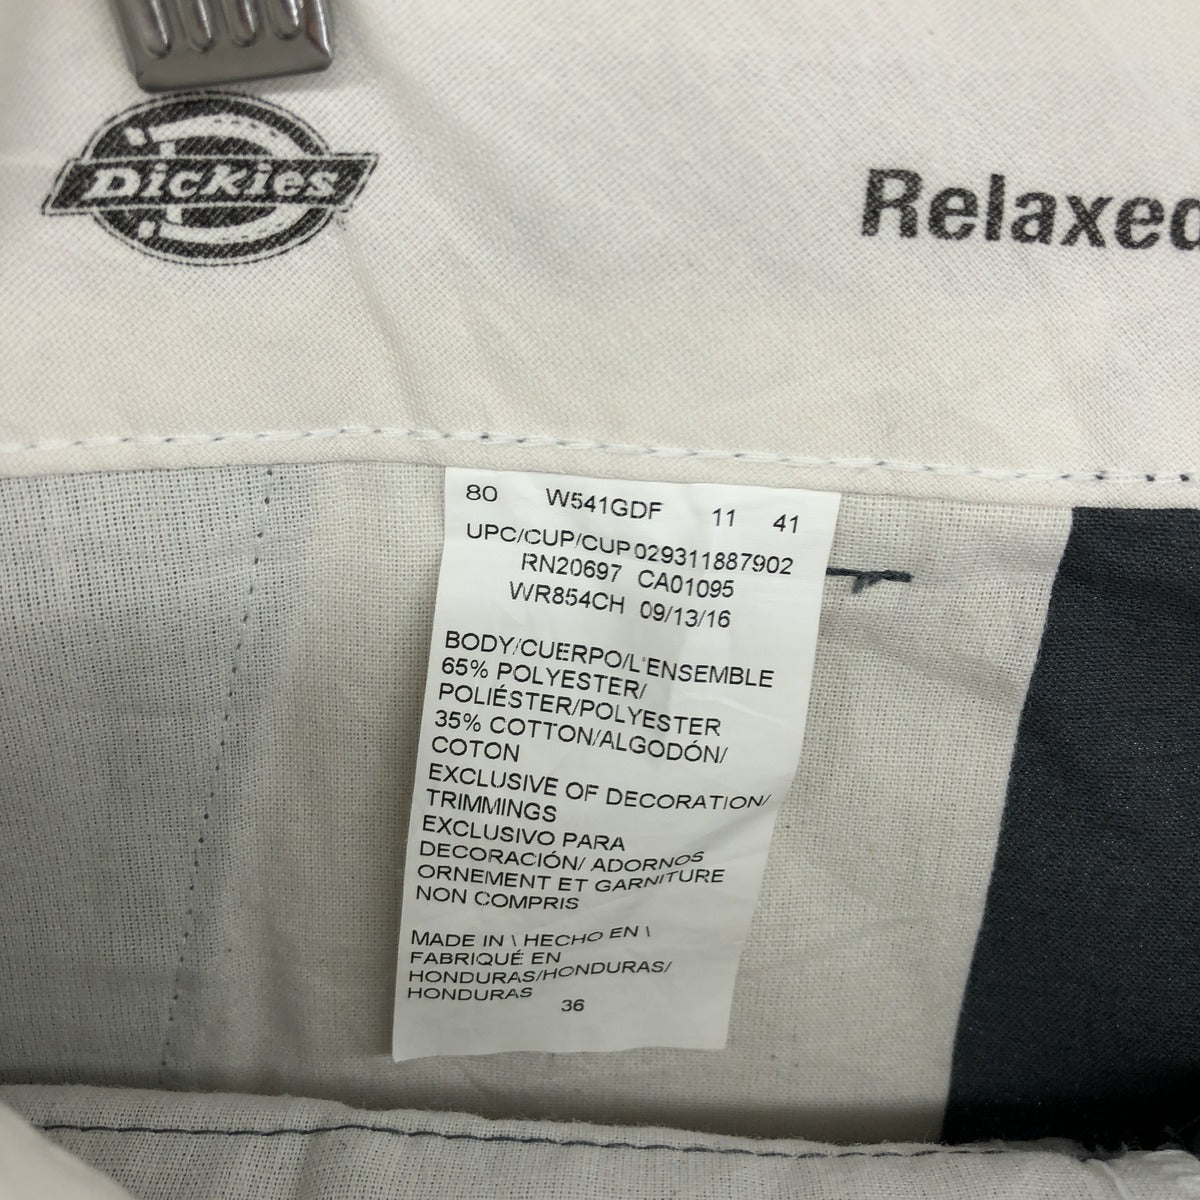 Dickies
Relaxed
80 W541GDF 11 41
UPC/CUP/CUP 029311887902
RN20697 CA01095
WR854CH 09/13/16
BODY/CUERPO/L'ENSEMBLE
65% POLYESTER/
POLIÉSTER/POLYESTER
35% COTTON/ALGODÓN/
COTON
EXCLUSIVE OF DECORATION/
TRIMMINGS
EXCLUSIVO PARA
DECORACIÓN/ ADORNOS
ORNEMENT ET GARNITURE
NON COMPRIS
MADE IN \ HECHO EN \
FABRIQUÉ EN
HONDURAS/HONDURAS/
HONDURAS
36